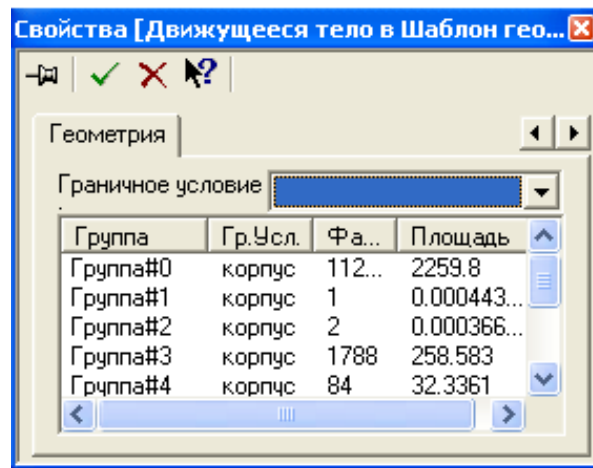 Свойства [Движущееся тело в Шаблон гео...
Геометрия
Граничное условие
Группа Гр.Усл. Фа... Площадь
Группа#0 корпус 112... 2259.8
Группа#1 корпус 1 0.000443...
Группа#2 корпус 2 0.000366...
Группа#3 корпус 1788 258.583
Группа#4 корпус 84 32.3361